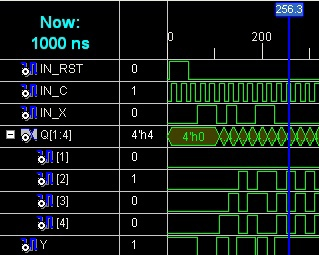 256.3
Now:
1000 ns
0 200
IN_RST 0
IN_C 1
IN_X 0
Q[1:4] 4'h4 4'h0
[1] 0
[2] 1
[3] 0
[4] 0
Y 1